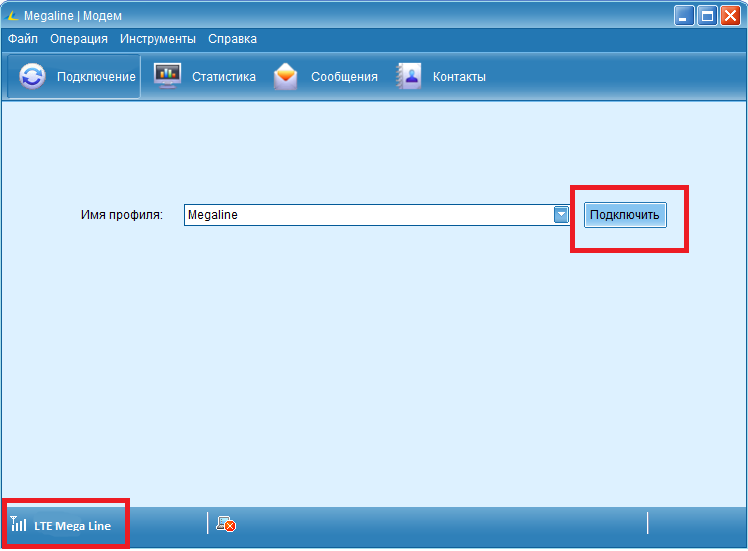 Megaline | Модем
Файл Операция Инструменты Справка
Подключение Статистика Сообщения Контакты
Имя профиля: Megaline Подключить
LTE Mega Line